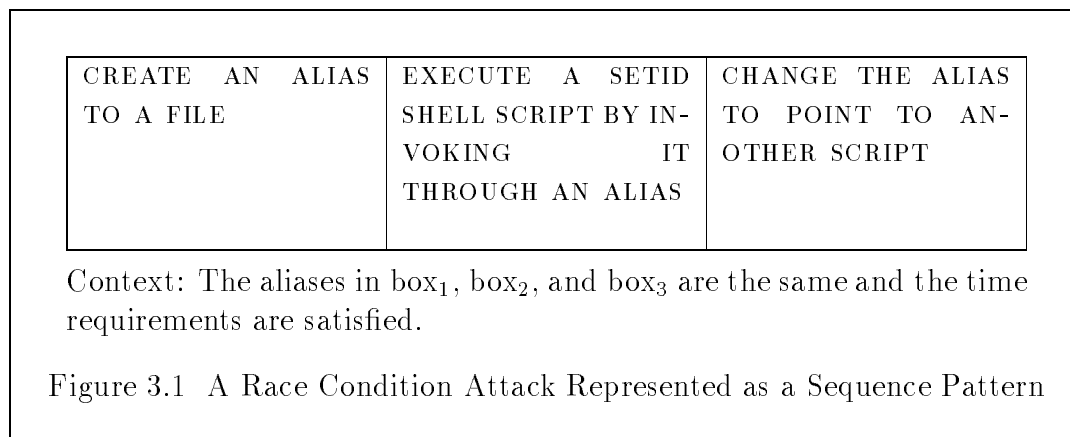 CREATE AN ALIAS
TO A FILE
EXECUTE A SETID
SHELL SCRIPT BY IN-
VOKING IT
THROUGH AN ALIAS
CHANGE THE ALIAS
TO POINT TO AN-
OTHER SCRIPT
Context: The aliases in box₁, box₂, and box₃ are the same and the time
requirements are satisfied.
Figure 3.1 A Race Condition Attack Represented as a Sequence Pattern